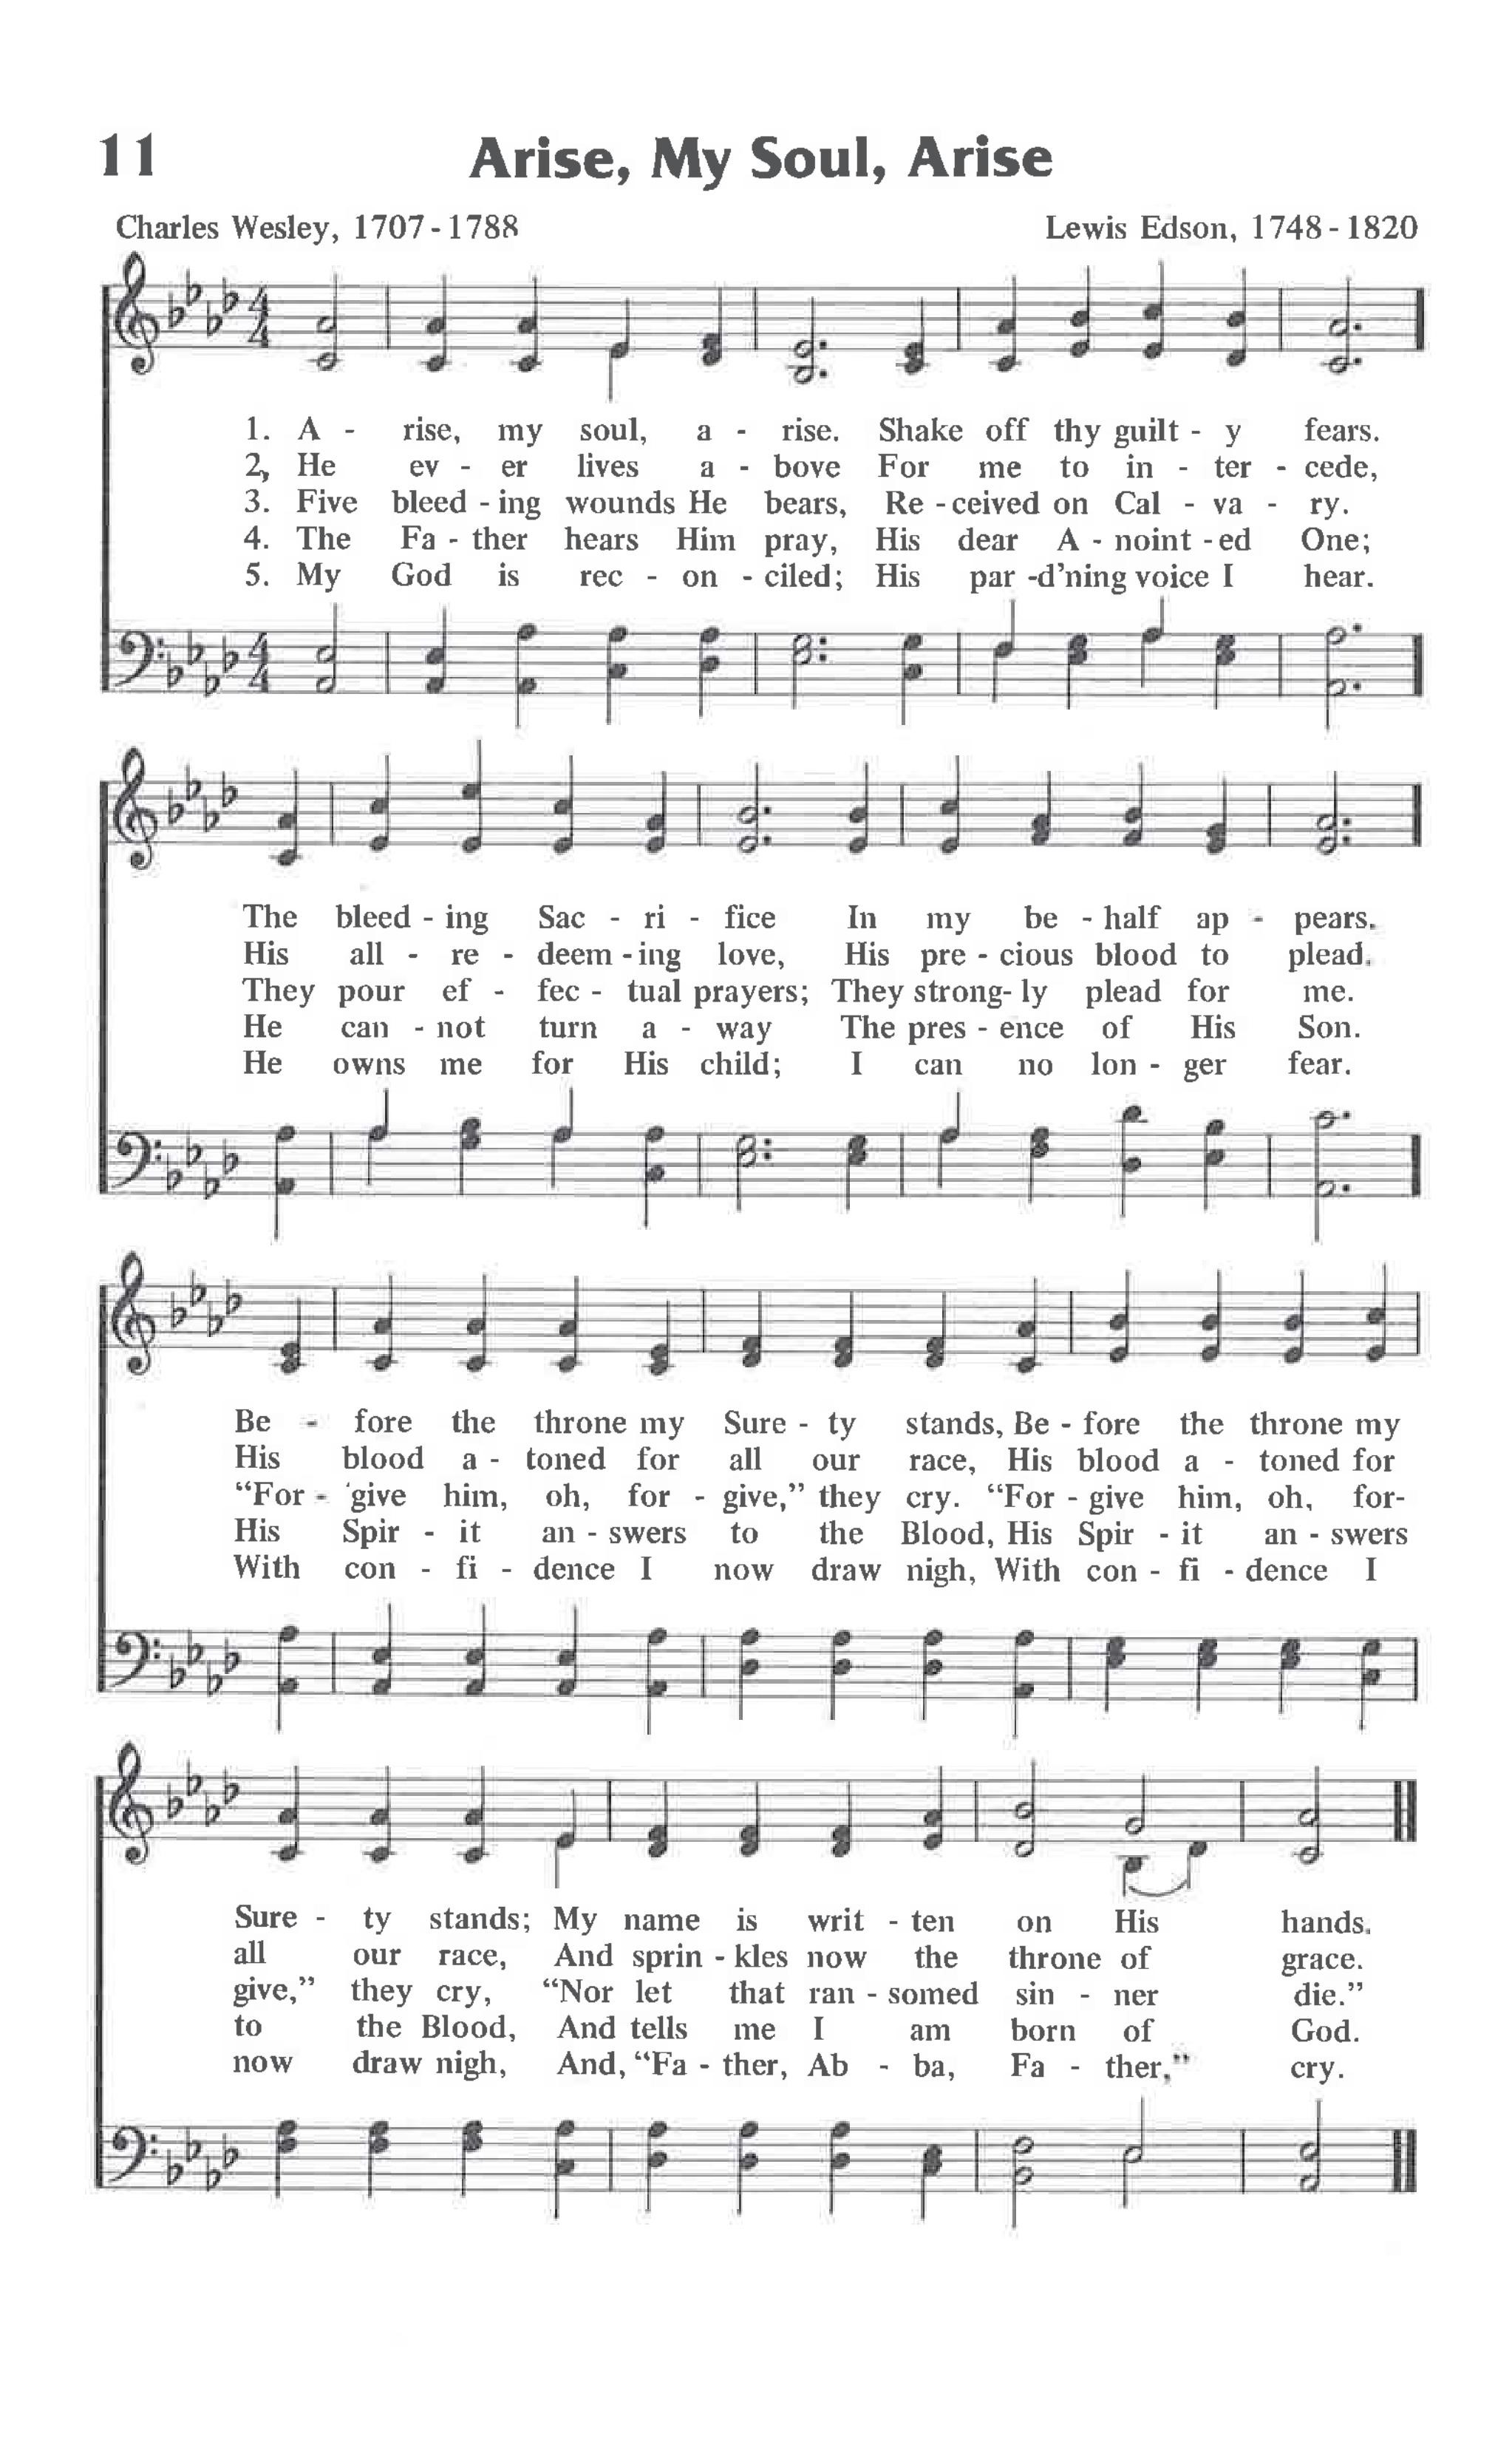 11
Arise, My Soul, Arise
Charles Wesley, 1707-1788
Lewis Edson, 1748-1820
1. A - rise, my soul, a - rise. Shake off thy guilt - y fears.
2, He ev - er lives a - bove For me to in - ter - cede,
3. Five bleed - ing wounds He bears, Re - ceived on Cal - va - ry.
4. The Fa - ther hears Him pray, His dear A - noint - ed One;
5. My God is rec - on - ciled; His par - d'ning voice I hear.
The bleed - ing Sac - ri - fice In my be - half ap - pears.
His all - re - deem - ing love, His pre - cious blood to plead.
They pour ef - fec - tual prayers; They strong - ly plead for me.
He can - not turn a - way The pres - ence of His Son.
He owns me for His child; I can no lon - ger fear.
Be - fore the throne my Sure - ty stands, Be - fore the throne my
His blood a - toned for all our race, His blood a - toned for
“For - give him, oh, for - give,” they cry. “For - give him, oh, for-
His Spir - it an - swers to the Blood, His Spir - it an - swers
With con - fi - dence I now draw nigh, With con - fi - dence I
Sure - ty stands; My name is writ - ten on His hands.
all our race, And sprin - kles now the throne of grace.
give,” they cry, “Nor let that ran - somed sin - ner die.”
to the Blood, And tells me I am born of God.
now draw nigh, And, “Fa - ther, Ab - ba, Fa - ther,” cry.